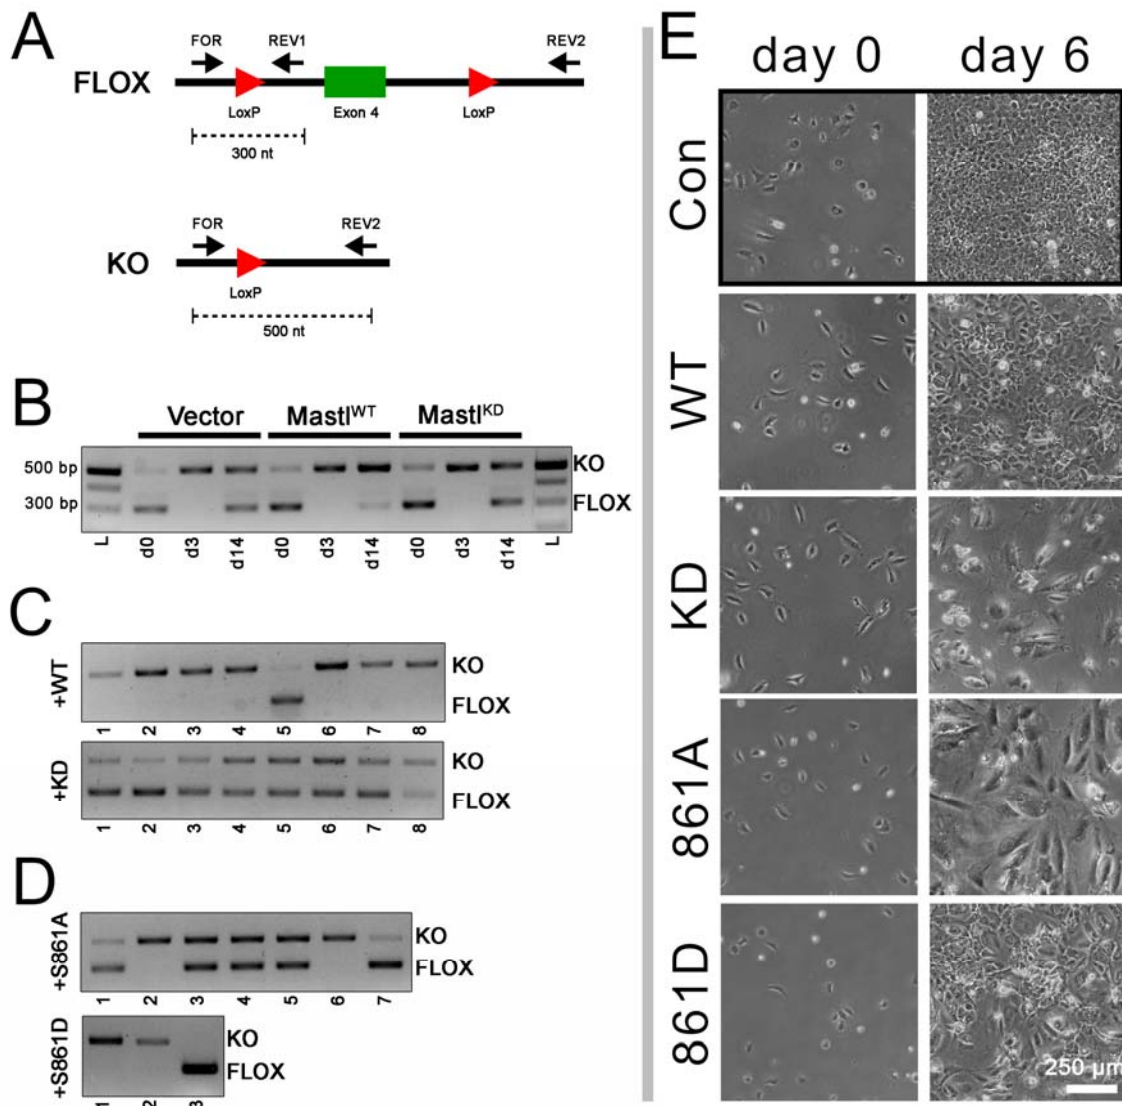 A
FOR REV1 REV2
FLOX
LoxP Exon 4 LoxP
300 nt
FOR REV2
KO
LoxP
500 nt
B
Vector Mastl^WT Mastl^KD
500 bp KO
300 bp FLOX
L d0 d3 d14 d0 d3 d14 d0 d3 d14 L
C
+WT
KO
FLOX
1 2 3 4 5 6 7 8
+KD
KO
FLOX
1 2 3 4 5 6 7 8
D
+S861A
KO
FLOX
1 2 3 4 5 6 7
+S861D
KO
FLOX
1 2 3
E
day 0 day 6
Con
WT
KD
861A
861D
250 µm